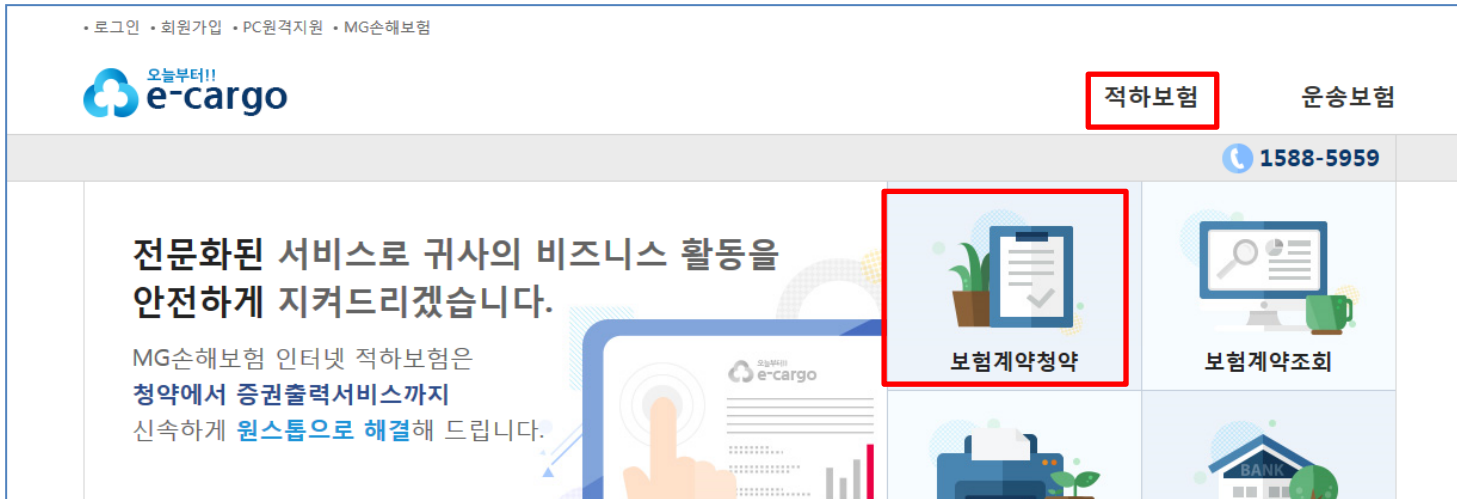 • 로그인 • 회원가입 • PC원격지원 • MG손해보험
오늘부터!!
e-cargo
적하보험 운송보험
1588-5959
전문화된 서비스로 귀사의 비즈니스 활동을
안전하게 지켜드리겠습니다.
MG손해보험 인터넷 적하보험은
청약에서 증권출력서비스까지
신속하게 원스톱으로 해결해 드립니다.
오늘부터!!
e-cargo
보험계약청약 보험계약조회
BANK